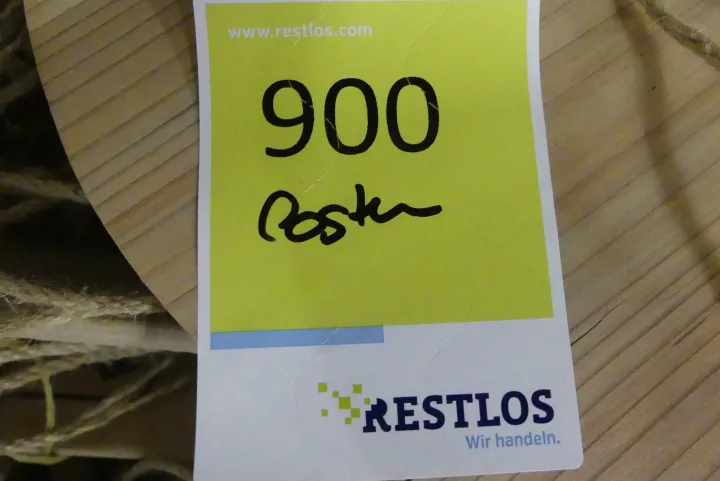 www.restlos.com
900
Posten
RESTLOS
Wir handeln.